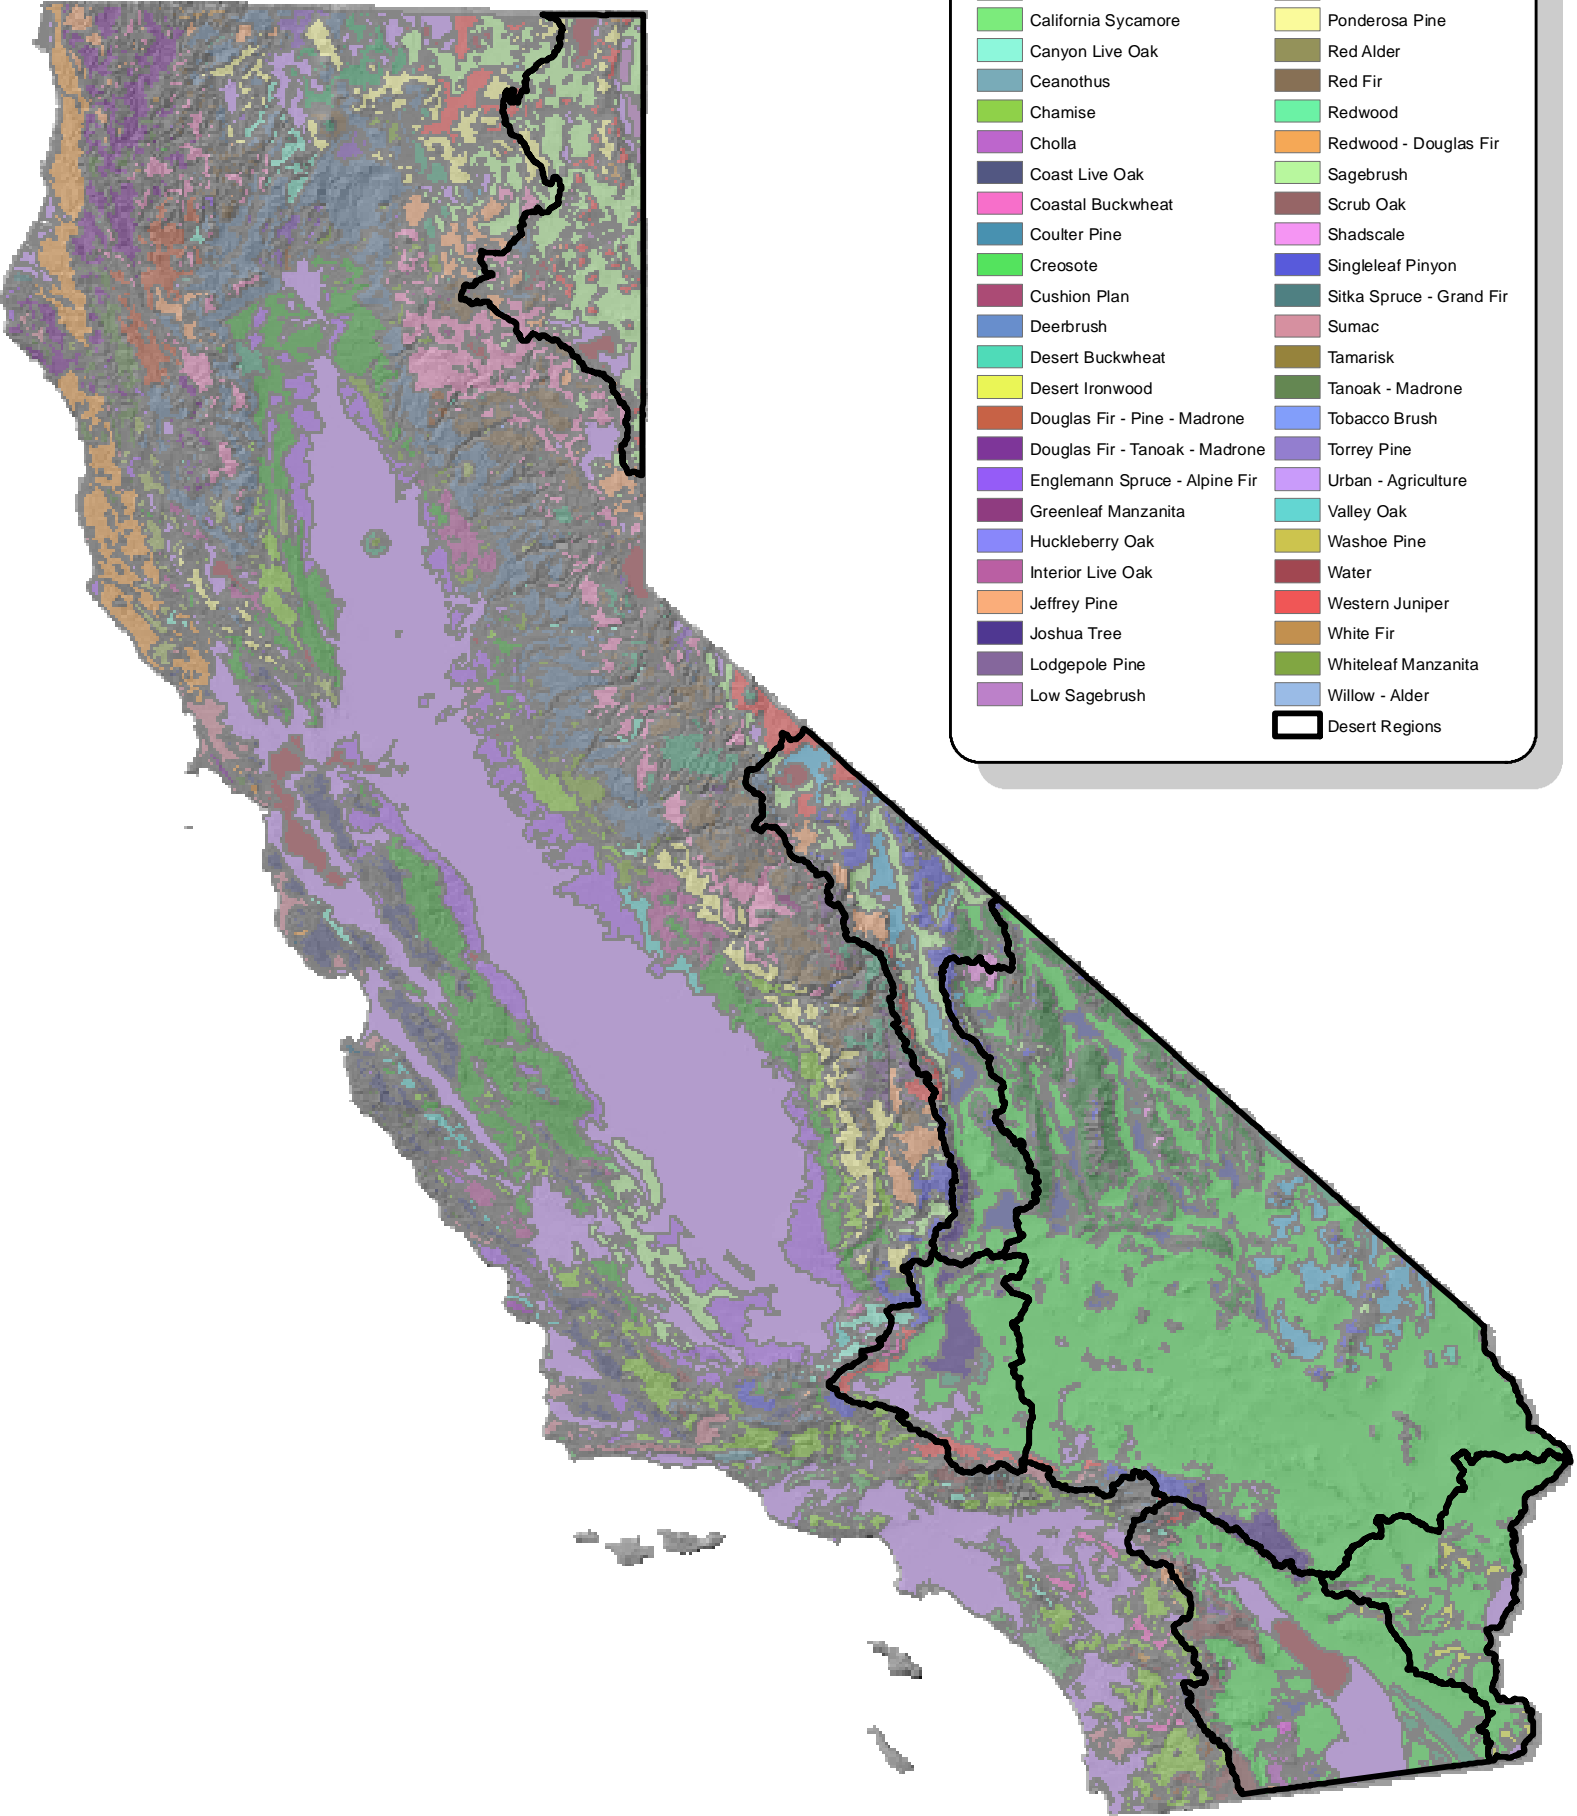 California Sycamore
Canyon Live Oak
Ceanothus
Chamise
Cholla
Coast Live Oak
Coastal Buckwheat
Coulter Pine
Creosote
Cushion Plan
Deerbrush
Desert Buckwheat
Desert Ironwood
Douglas Fir - Pine - Madrone
Douglas Fir - Tanoak - Madrone
Englemann Spruce - Alpine Fir
Greenleaf Manzanita
Huckleberry Oak
Interior Live Oak
Jeffrey Pine
Joshua Tree
Lodgepole Pine
Low Sagebrush
Ponderosa Pine
Red Alder
Red Fir
Redwood
Redwood - Douglas Fir
Sagebrush
Scrub Oak
Shadscale
Singleleaf Pinyon
Sitka Spruce - Grand Fir
Sumac
Tamarisk
Tanoak - Madrone
Tobacco Brush
Torrey Pine
Urban - Agriculture
Valley Oak
Washoe Pine
Water
Western Juniper
White Fir
Whiteleaf Manzanita
Willow - Alder
Desert Regions